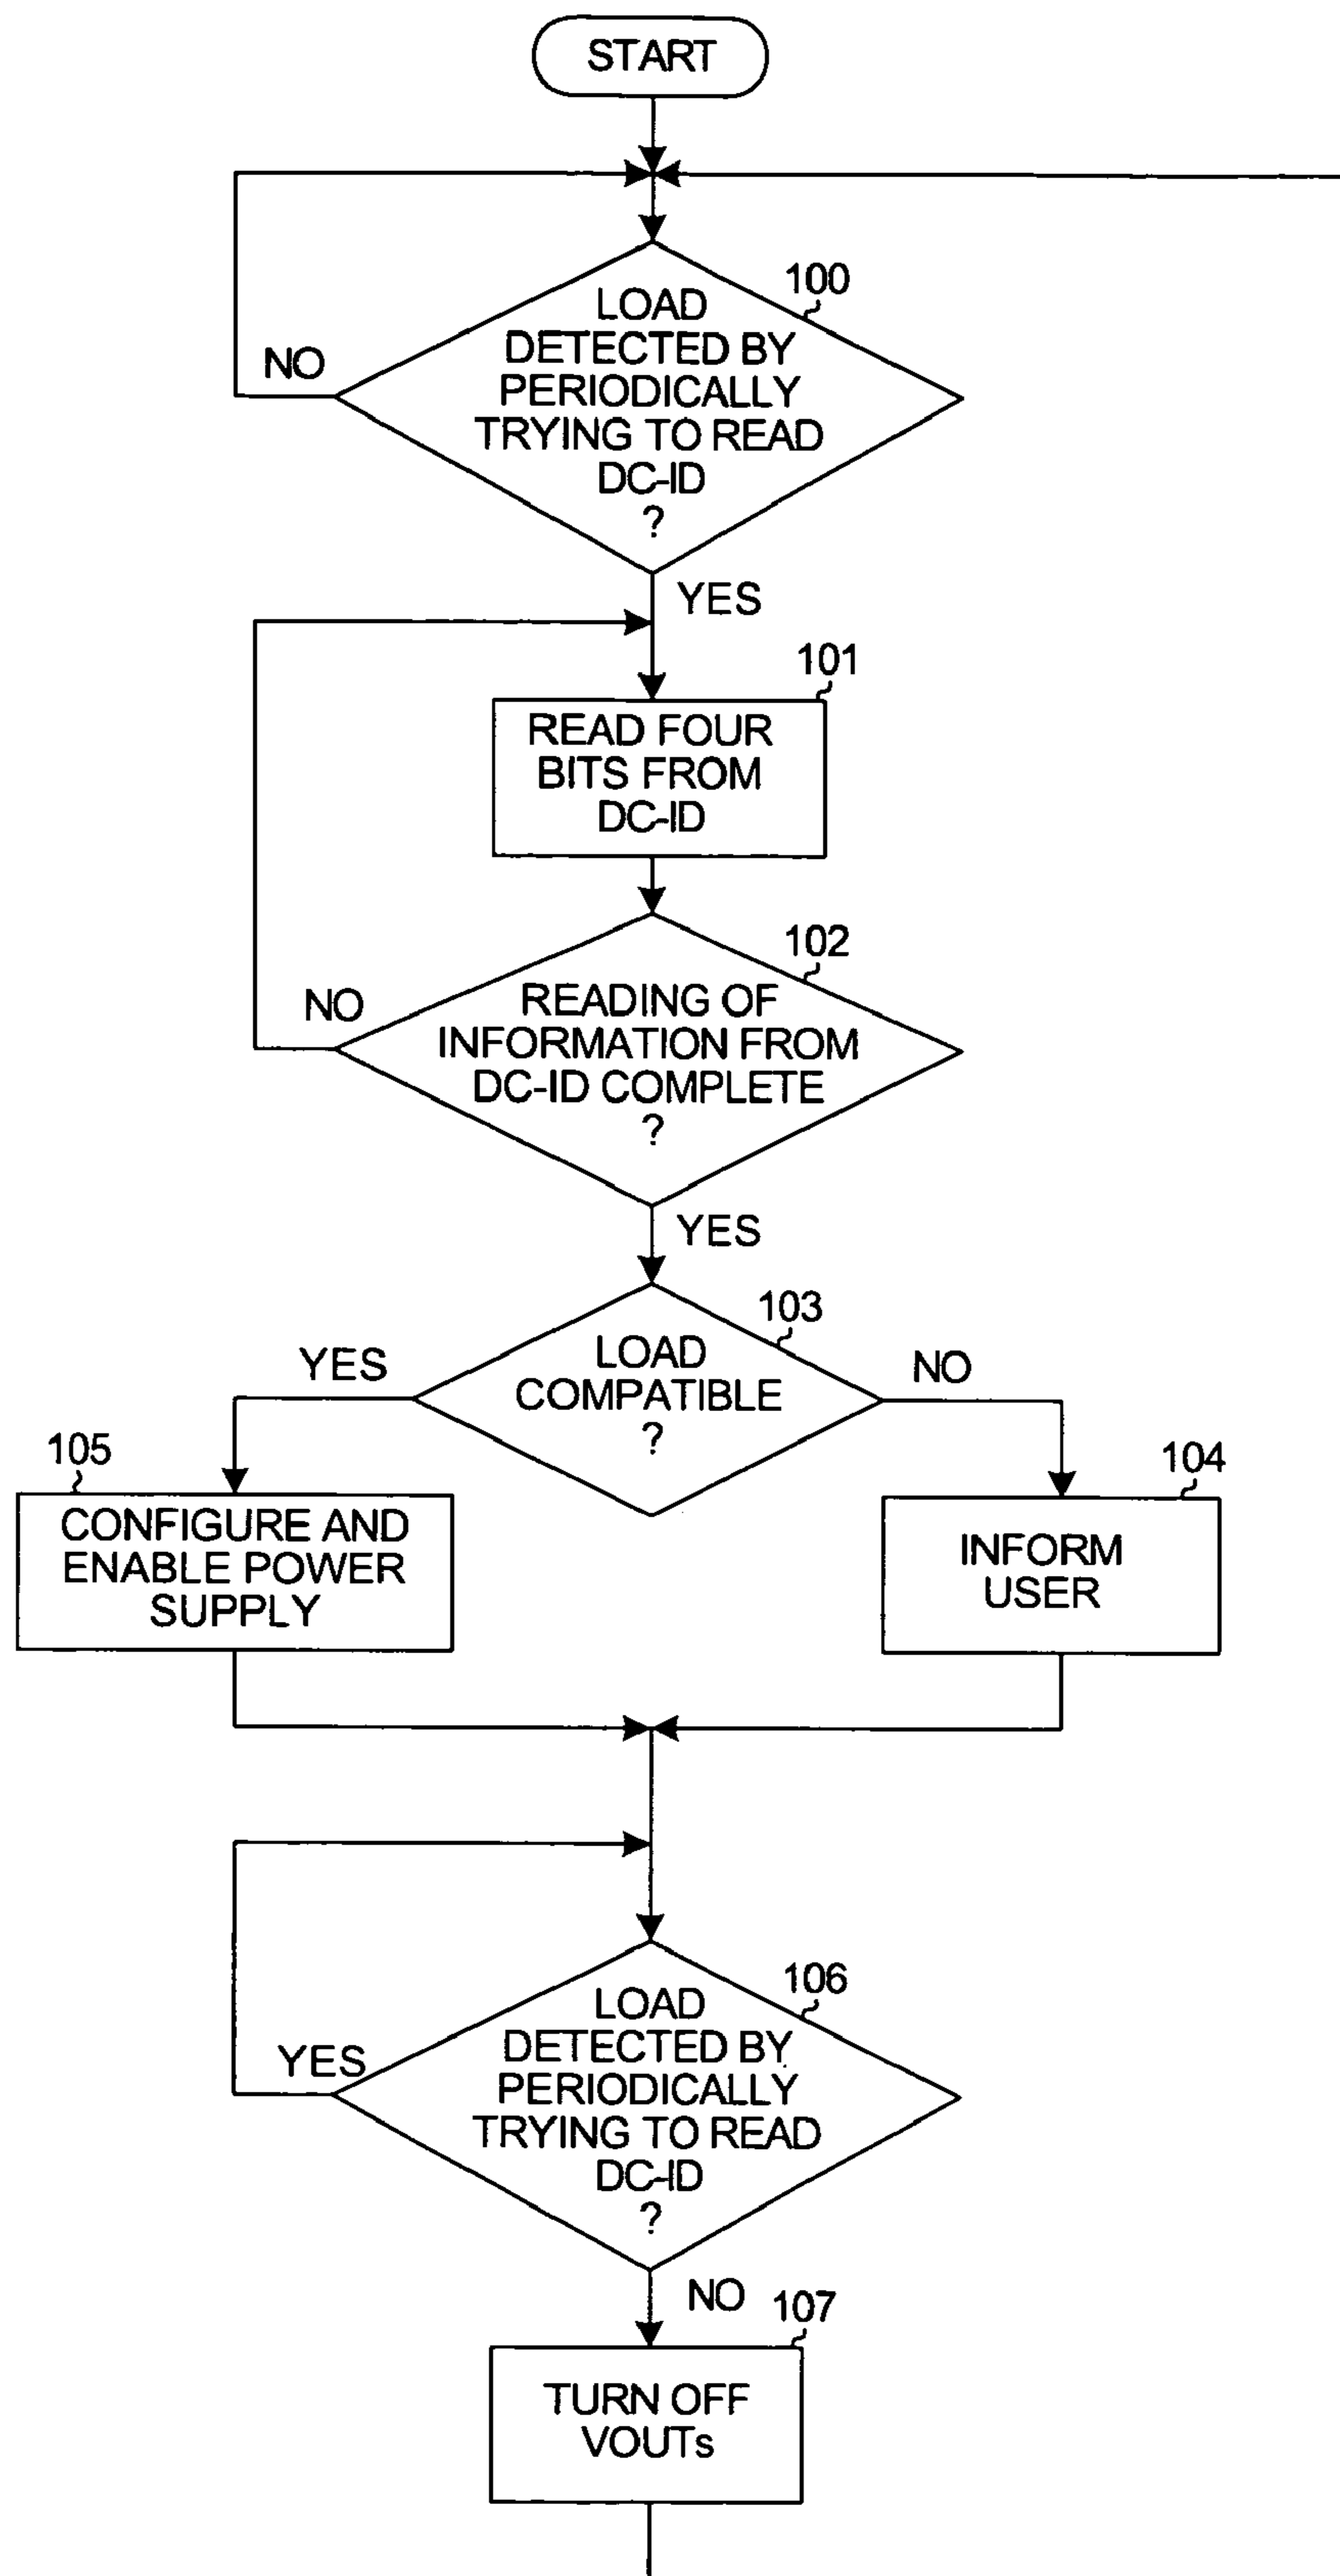 START
100
LOAD
DETECTED BY
PERIODICALLY
TRYING TO READ
DC-ID
?
NO
YES
101
READ FOUR
BITS FROM
DC-ID
102
READING OF
INFORMATION FROM
DC-ID COMPLETE
?
NO
YES
103
LOAD
COMPATIBLE
?
YES
NO
105
CONFIGURE AND
ENABLE POWER
SUPPLY
104
INFORM
USER
106
LOAD
DETECTED BY
PERIODICALLY
TRYING TO READ
DC-ID
?
YES
NO
107
TURN OFF
VOUTs